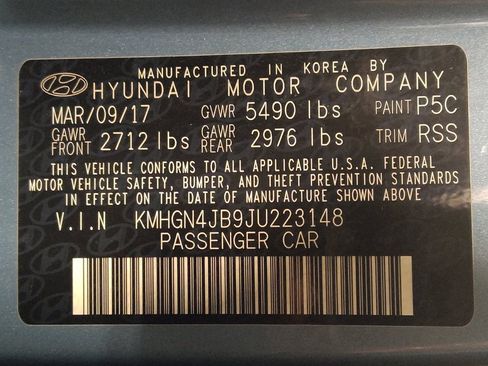 MANUFACTURED IN KOREA BY
HYUNDAI MOTOR COMPANY
MAR/09/17 GVWR 5490 lbs PAINT P5C
GAWR FRONT 2712 lbs GAWR REAR 2976 lbs TRIM RSS
THIS VEHICLE CONFORMS TO ALL APPLICABLE U.S.A. FEDERAL
MOTOR VEHICLE SAFETY, BUMPER, AND THEFT PREVENTION STANDARDS
IN EFFECT ON THE DATE OF MANUFACTURE SHOWN ABOVE.
V.I.N KMHGN4JB9JU223148
PASSENGER CAR